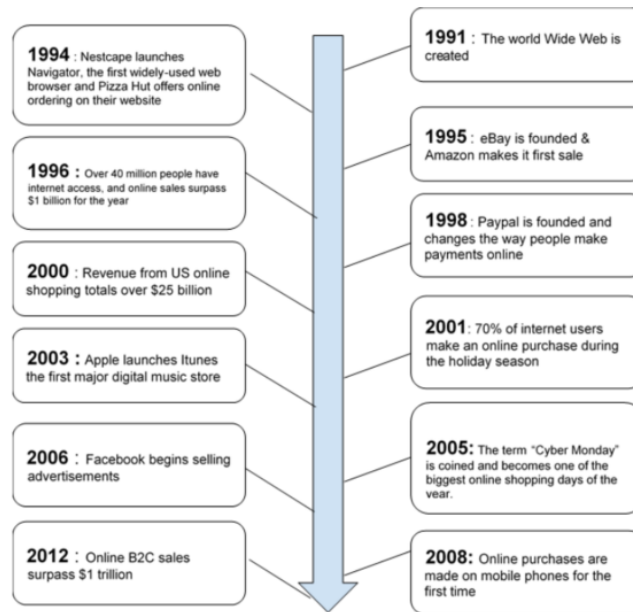 1991 : The world Wide Web is
created
1994 : Nestcape launches
Navigator, the first widely-used web
browser and Pizza Hut offers online
ordering on their website
1995 : eBay is founded &
Amazon makes it first sale
1996 : Over 40 million people have
internet access, and online sales surpass
$1 billion for the year
1998 : Paypal is founded and
changes the way people make
payments online
2000 : Revenue from US online
shopping totals over $25 billion
2001: 70% of internet users
make an online purchase during
the holiday season
2003 : Apple launches Itunes
the first major digital music store
2005: The term “Cyber Monday”
is coined and becomes one of the
biggest online shopping days of the
year.
2006 : Facebook begins selling
advertisements
2008: Online purchases are
made on mobile phones for the
first time
2012: Online B2C sales
surpass $1 trillion